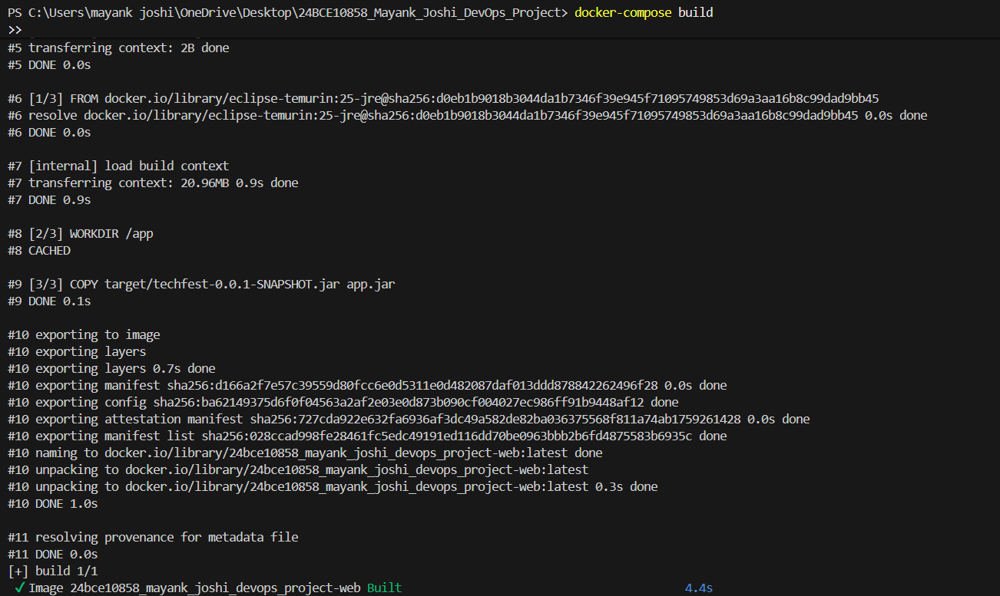 PS C:\Users\mayank joshi\OneDrive\Desktop\24BCE10858_Mayank_Joshi_DevOps_Project> docker-compose build
>>
#5 transferring context: 2B done
#5 DONE 0.0s
#6 [1/3] FROM docker.io/library/eclipse-temurin:25-jre@sha256:d0eb1b9018b3044da1b7346f39e945f71095749853d69a3aa16b8c99dad9bb45
#6 resolve docker.io/library/eclipse-temurin:25-jre@sha256:d0eb1b9018b3044da1b7346f39e945f71095749853d69a3aa16b8c99dad9bb45 0.0s done
#6 DONE 0.0s
#7 [internal] load build context
#7 transferring context: 20.96MB 0.9s done
#7 DONE 0.9s
#8 [2/3] WORKDIR /app
#8 CACHED
#9 [3/3] COPY target/techfest-0.0.1-SNAPSHOT.jar app.jar
#9 DONE 0.1s
#10 exporting to image
#10 exporting layers
#10 exporting layers 0.7s done
#10 exporting manifest sha256:d166a2f7e57c39559d80fcc6e0d5311e0d482087daf013ddd878842262496f28 0.0s done
#10 exporting config sha256:ba62149375d6f0f04563a2af2e03e0d873b090cf004027ec986ff91b9448af12 done
#10 exporting attestation manifest sha256:727cda922e632fa6936af3dc49a582de82ba036375568f811a74ab1759261428 0.0s done
#10 exporting manifest list sha256:028ccad998fe28461fc5edc49191ed116dd70be0963bbb2b6fd4875583b6935c done
#10 naming to docker.io/library/24bce10858_mayank_joshi_devops_project-web:latest done
#10 unpacking to docker.io/library/24bce10858_mayank_joshi_devops_project-web:latest
#10 unpacking to docker.io/library/24bce10858_mayank_joshi_devops_project-web:latest 0.3s done
#10 DONE 1.0s
#11 resolving provenance for metadata file
#11 DONE 0.0s
[+] build 1/1
✓ Image 24bce10858_mayank_joshi_devops_project-web Built 4.4s